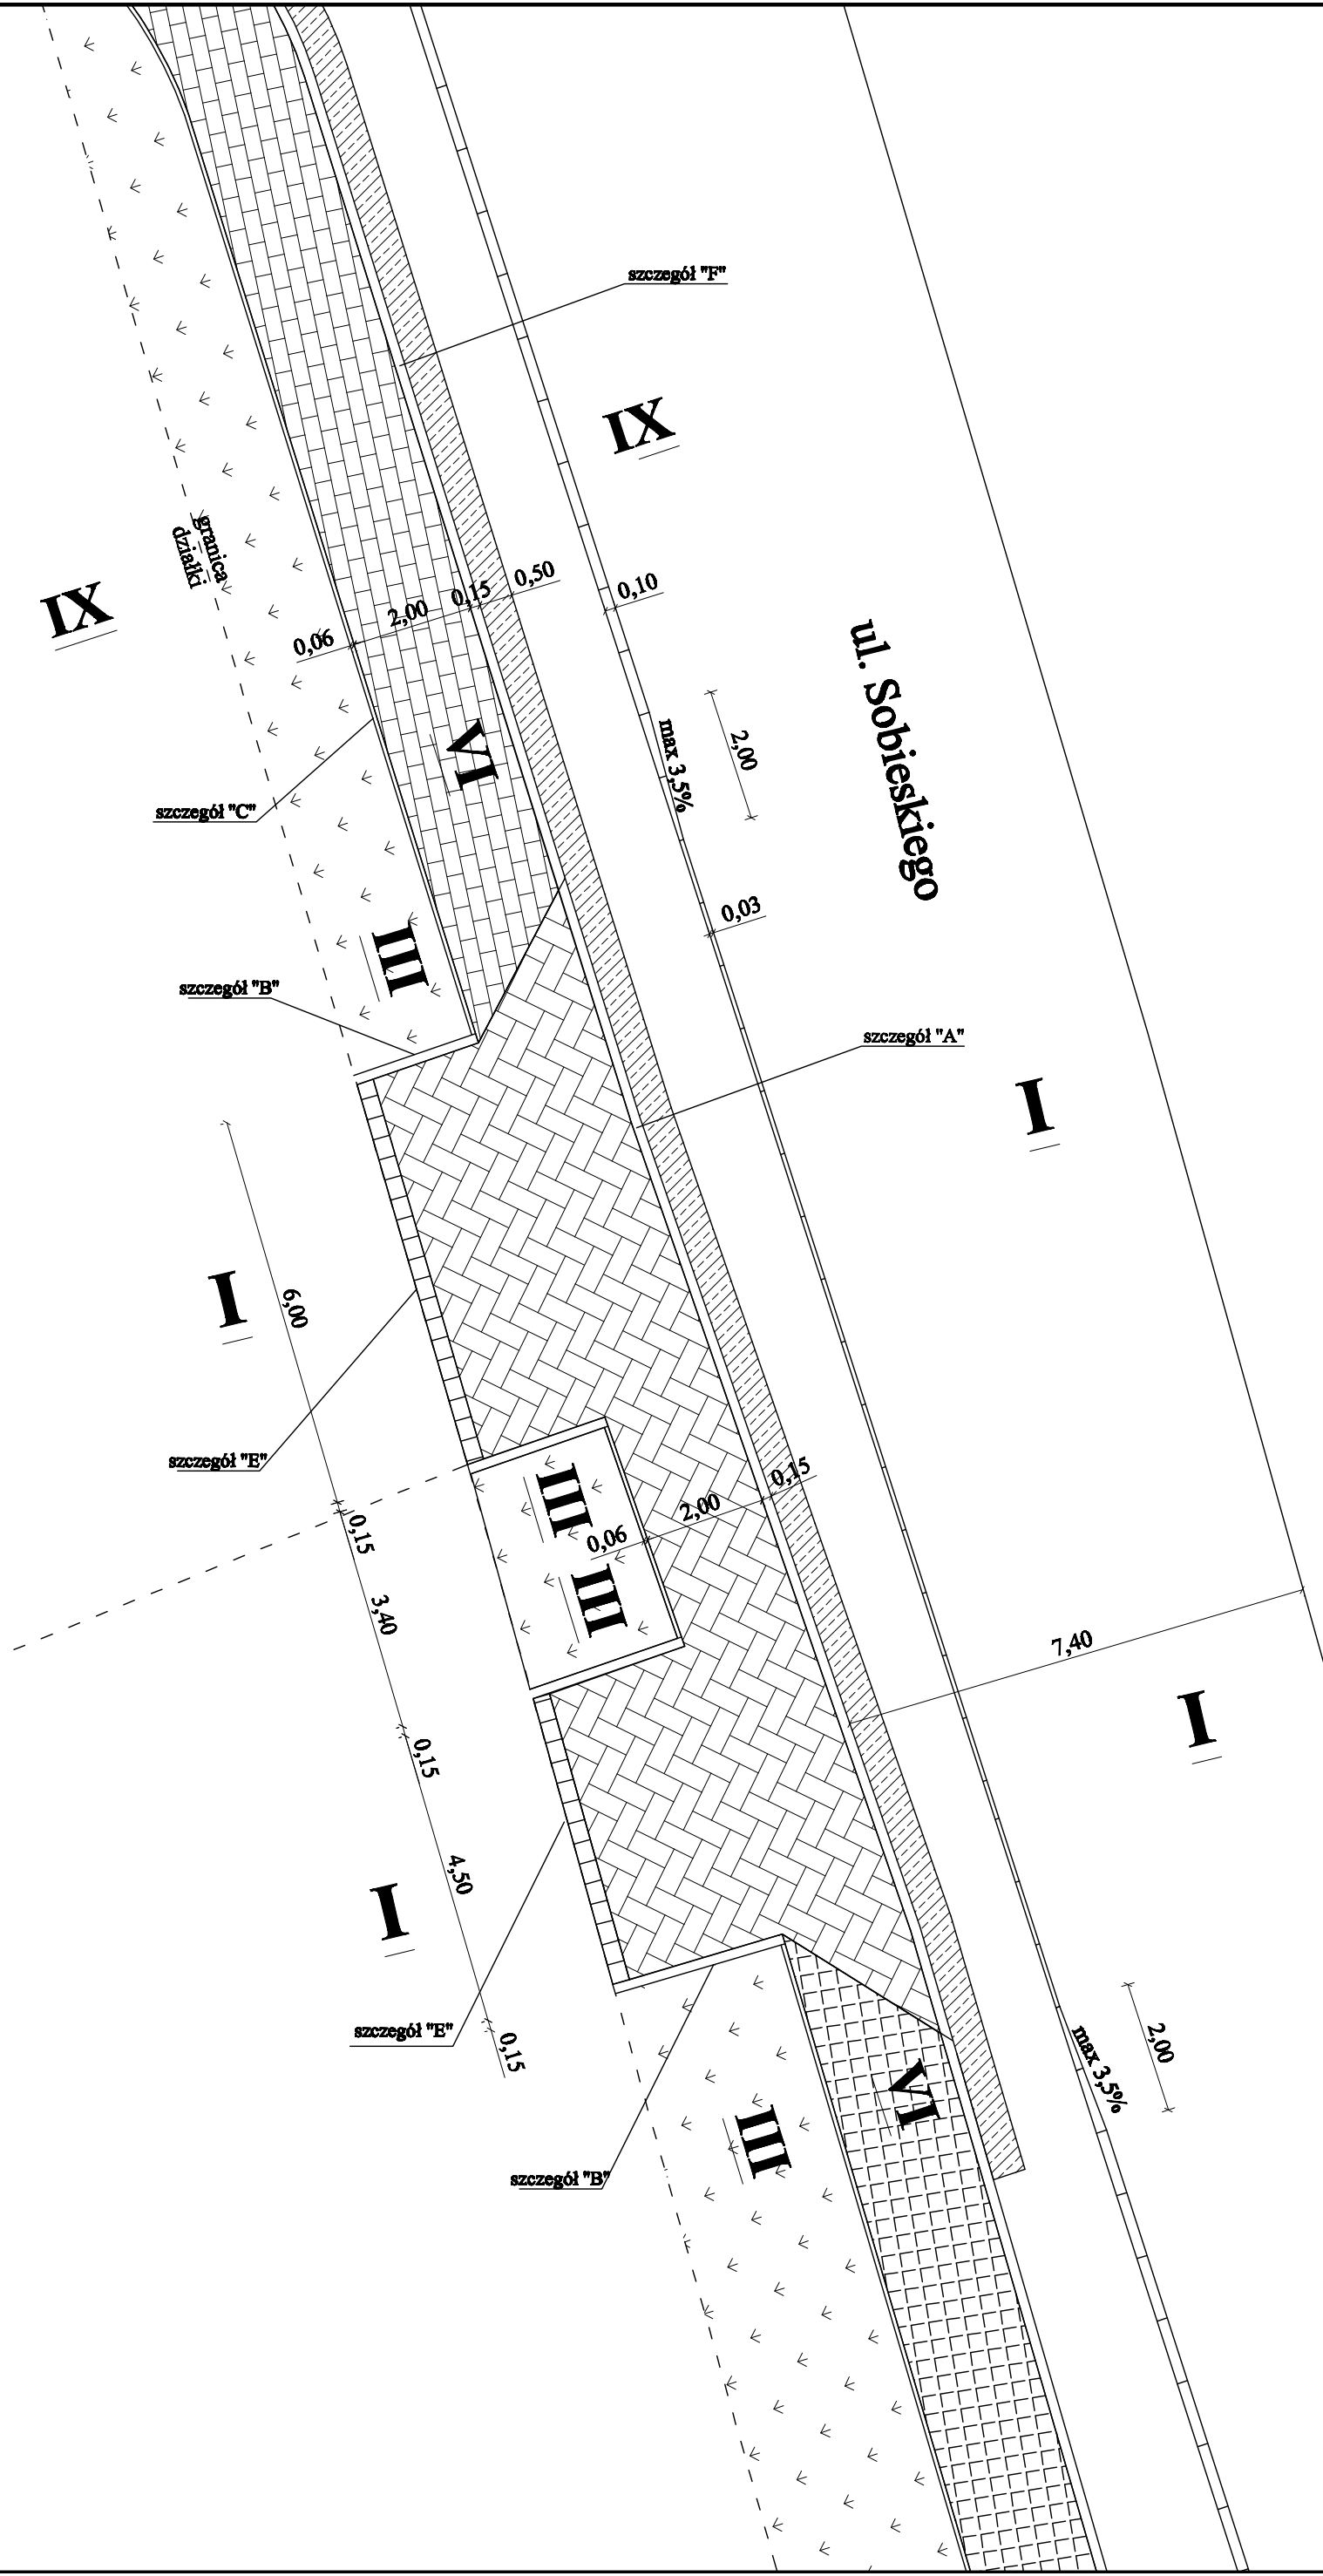 szczegół "F"
IX
granica
działki
0,50
0,10
0,15
2,00
0,06
IX
ul. Sobieskiego
2,00
max 3,5%
VI
szczegół "C"
0,03
III
szczegół "B"
szczegół "A"
I
I
6,00
szczegół "E"
III
0,15
2,00
0,06
0,15
III
3,40
7,40
I
0,15
4,50
I
szczegół "E"
0,15
2,00
max 3,5%
VI
III
szczegół "B"